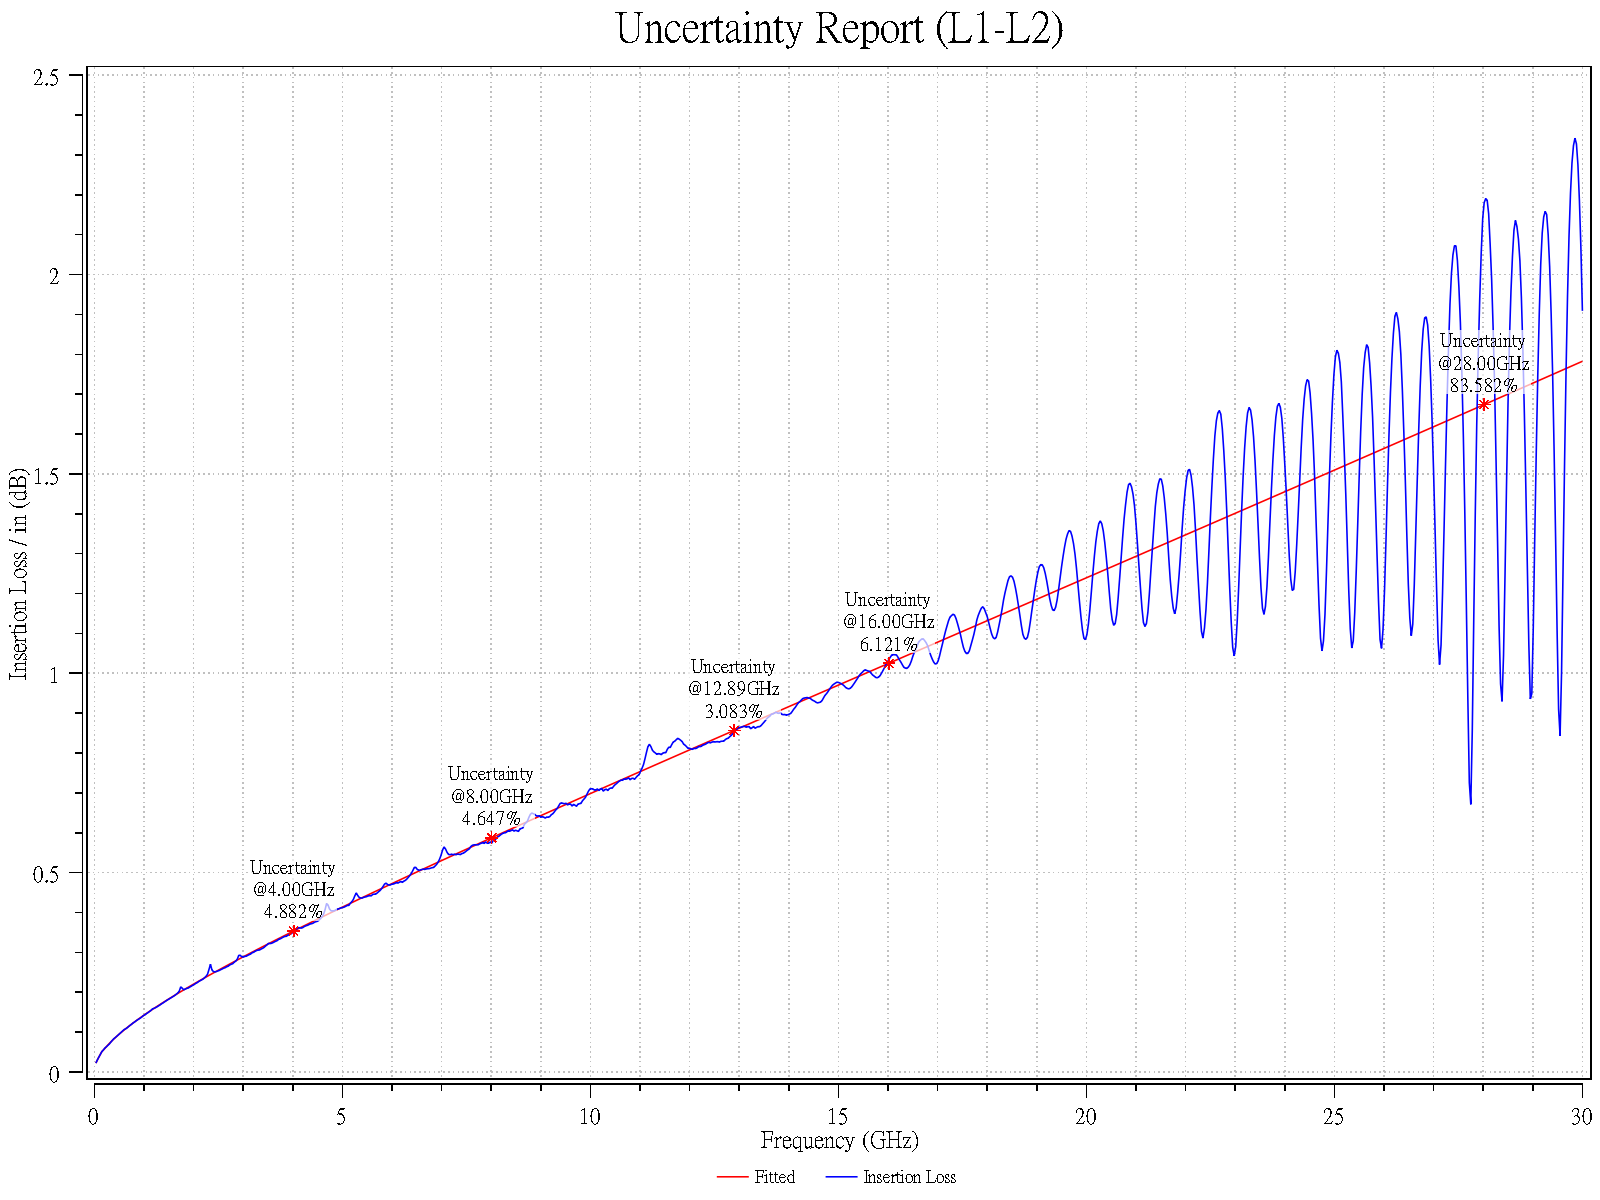 Uncertainty Report (L1-L2)
2.5
2
1.5
1
0.5
0
Insertion Loss / in (dB)
Uncertainty
@4.00GHz
4.882%
Uncertainty
@8.00GHz
4.647%
Uncertainty
@12.89GHz
3.083%
Uncertainty
@16.00GHz
6.121%
Uncertainty
@28.00GHz
83.582%
0 5 10 15 20 25 30
Frequency (GHz)
Fitted Insertion Loss